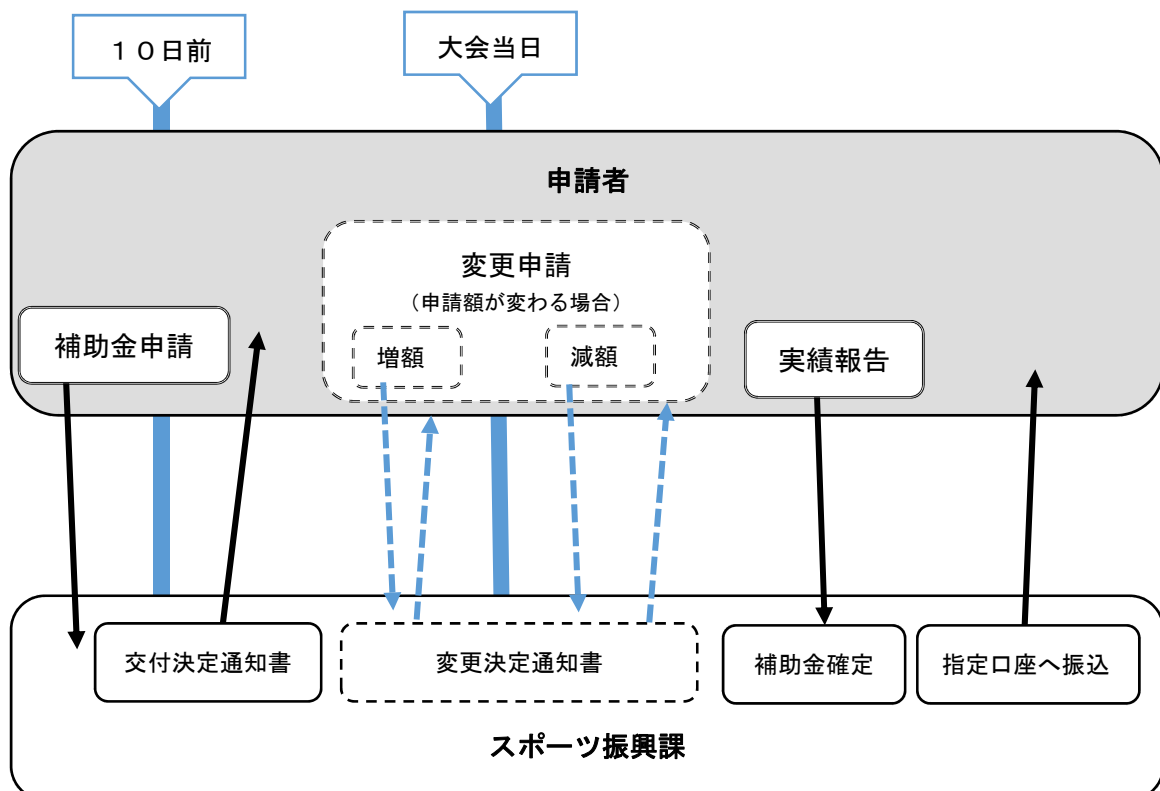 １０日前
大会当日
申請者
変更申請
（申請額が変わる場合）
補助金申請
増額
減額
実績報告
交付決定通知書
変更決定通知書
補助金確定
指定口座へ振込
スポーツ振興課